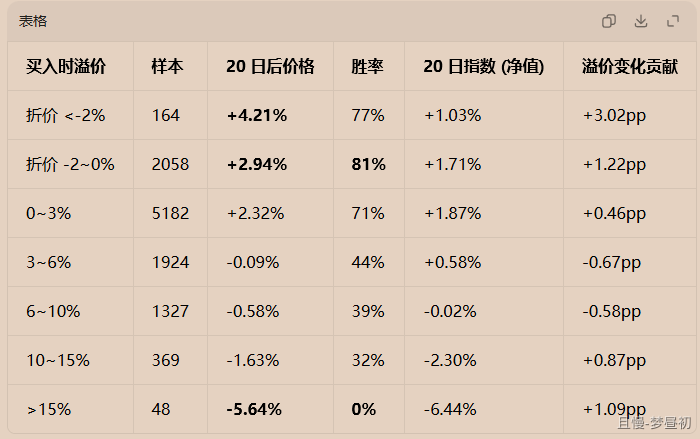 表格
买入时溢价 样本 20 日后价格 胜率 20 日指数 (净值) 溢价变化贡献
折价 <-2% 164 +4.21% 77% +1.03% +3.02pp
折价 -2~0% 2058 +2.94% 81% +1.71% +1.22pp
0~3% 5182 +2.32% 71% +1.87% +0.46pp
3~6% 1924 -0.09% 44% +0.58% -0.67pp
6~10% 1327 -0.58% 39% -0.02% -0.58pp
10~15% 369 -1.63% 32% -2.30% +0.87pp
>15% 48 -5.64% 0% -6.44% +1.09pp
且慢-梦昼初